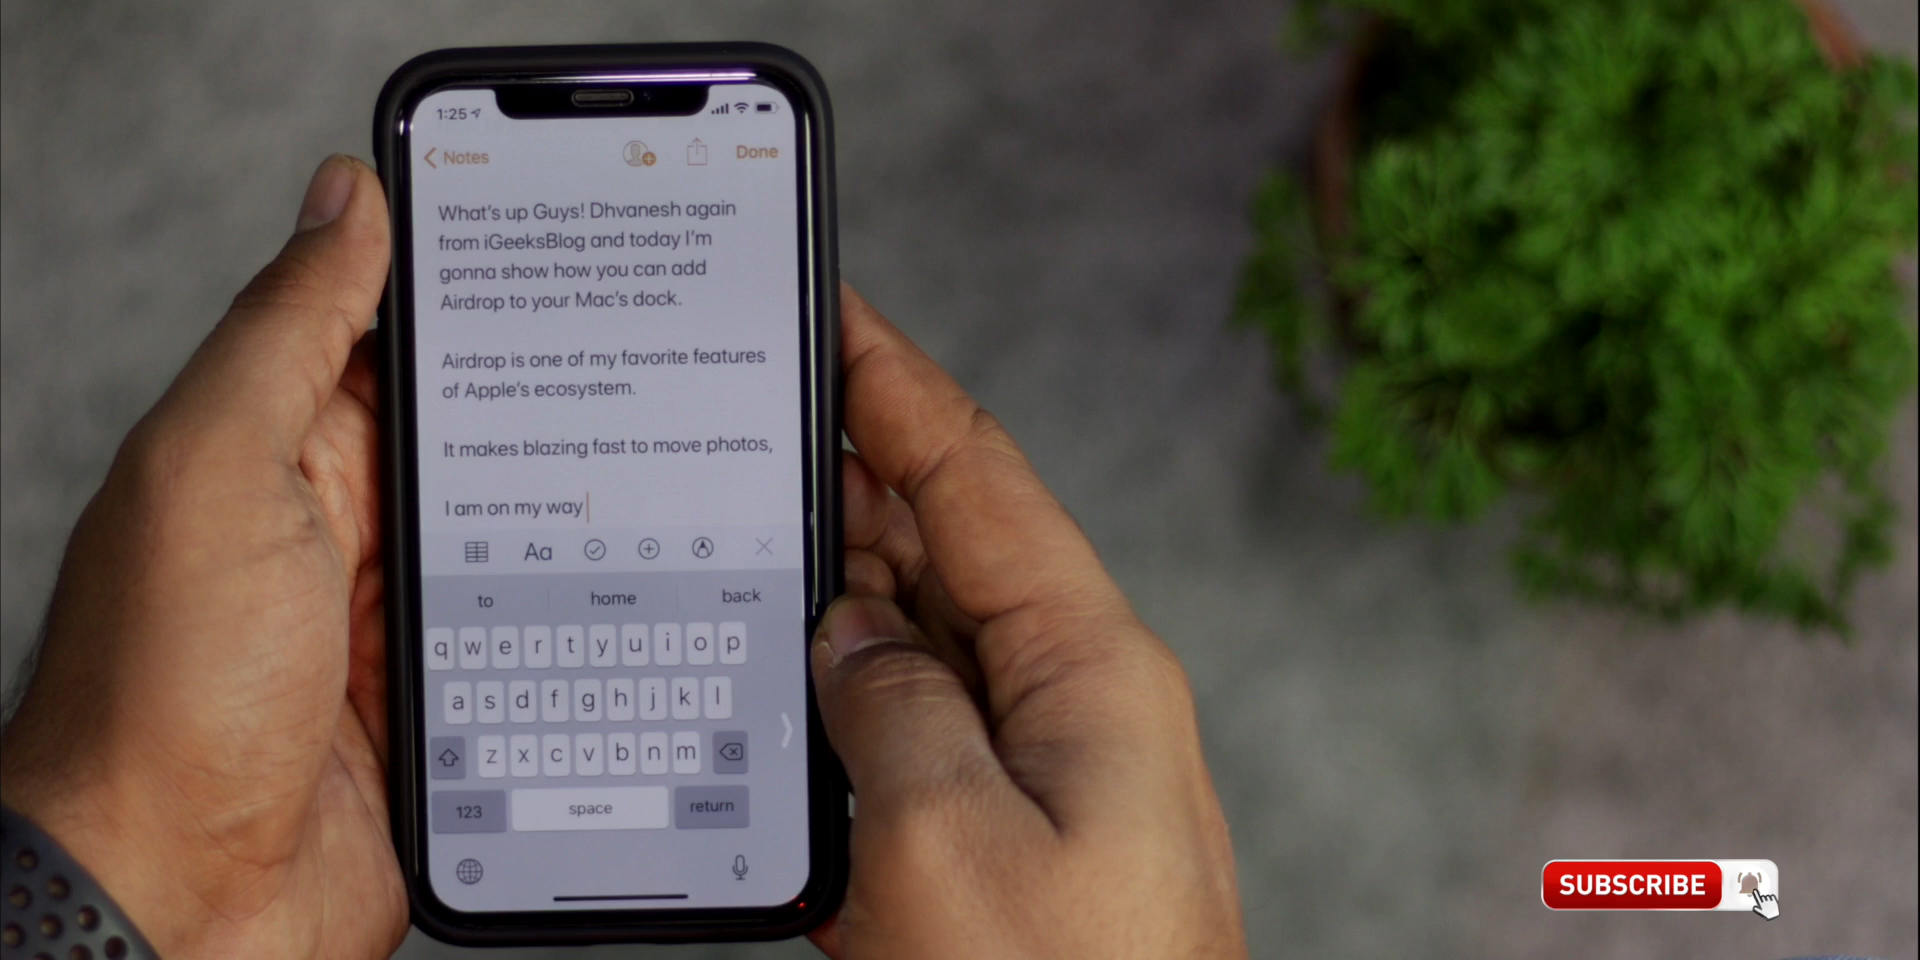 1:25
Notes
Done
What's up Guys! Dhvanesh again
from iGeeksBlog and today I'm
gonna show how you can add
Airdrop to your Mac's dock.
Airdrop is one of my favorite features
of Apple's ecosystem.
It makes blazing fast to move photos,
I am on my way
Aa
to home back
q w e r t y u i o p
a s d f g h j k l
z x c v b n m
123 space return
SUBSCRIBE